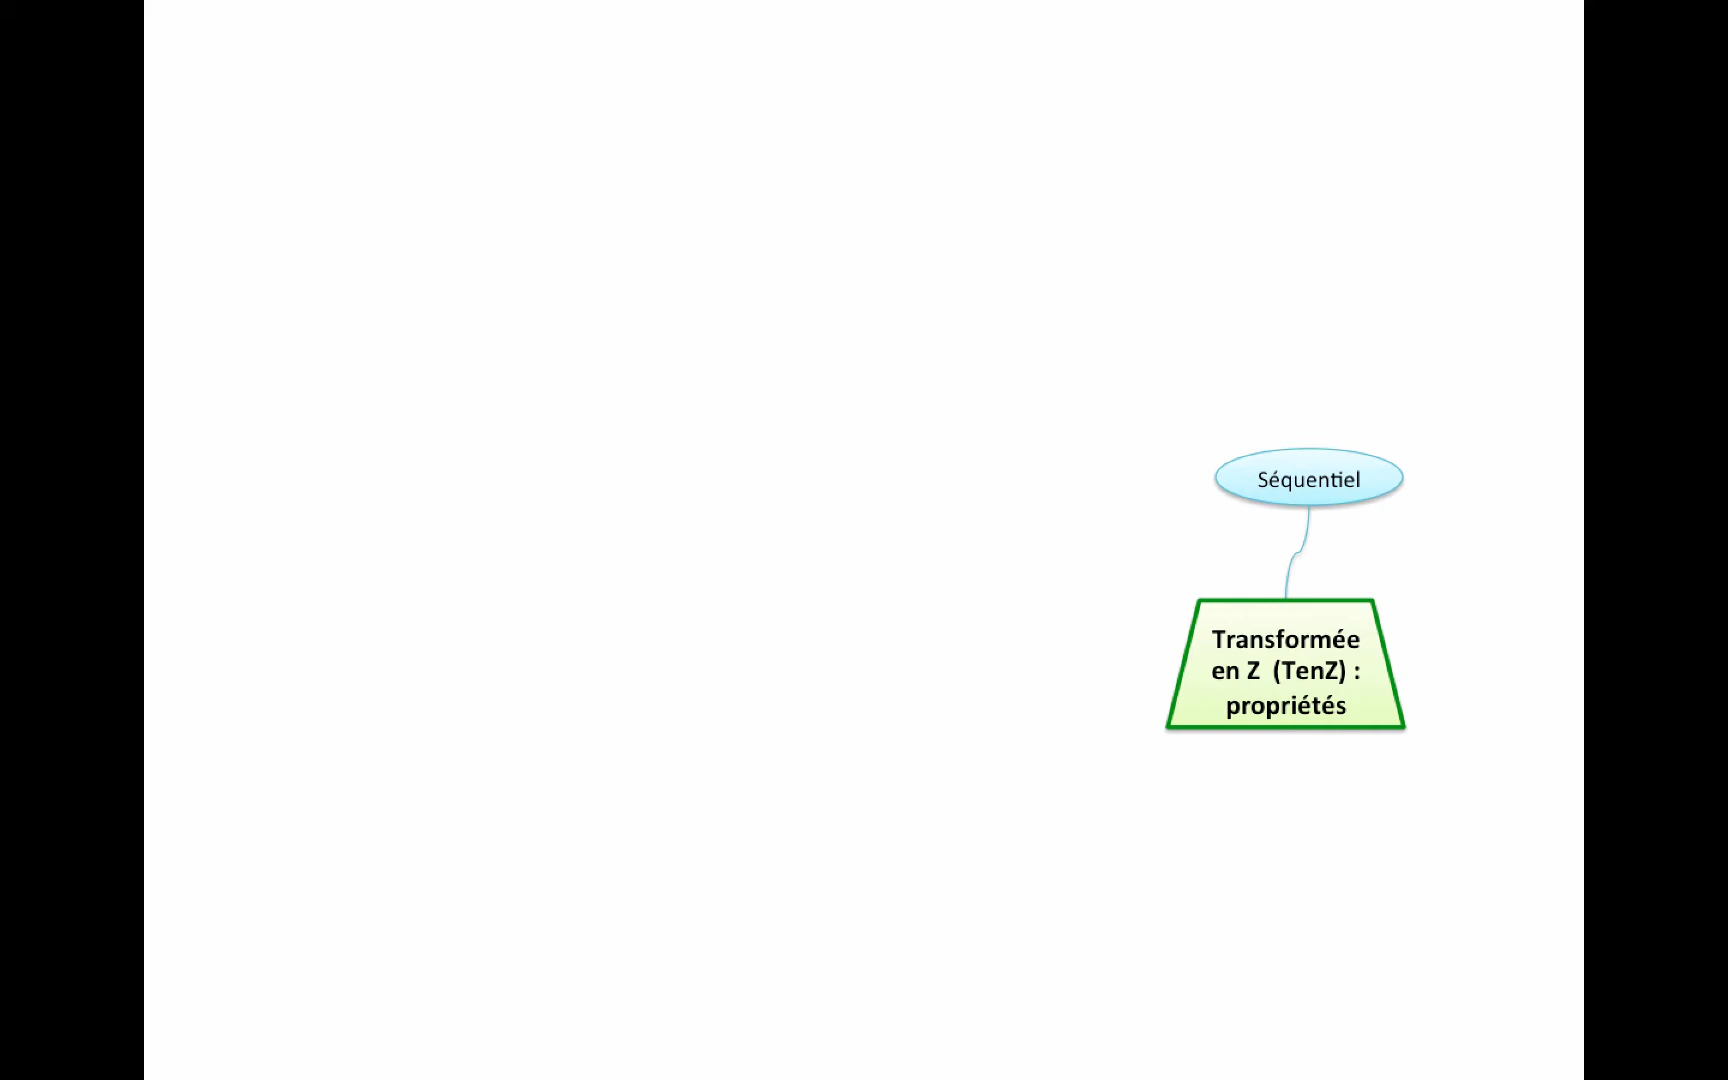 Séquentiel
Transformée
en Z  (TenZ) :
propriétés